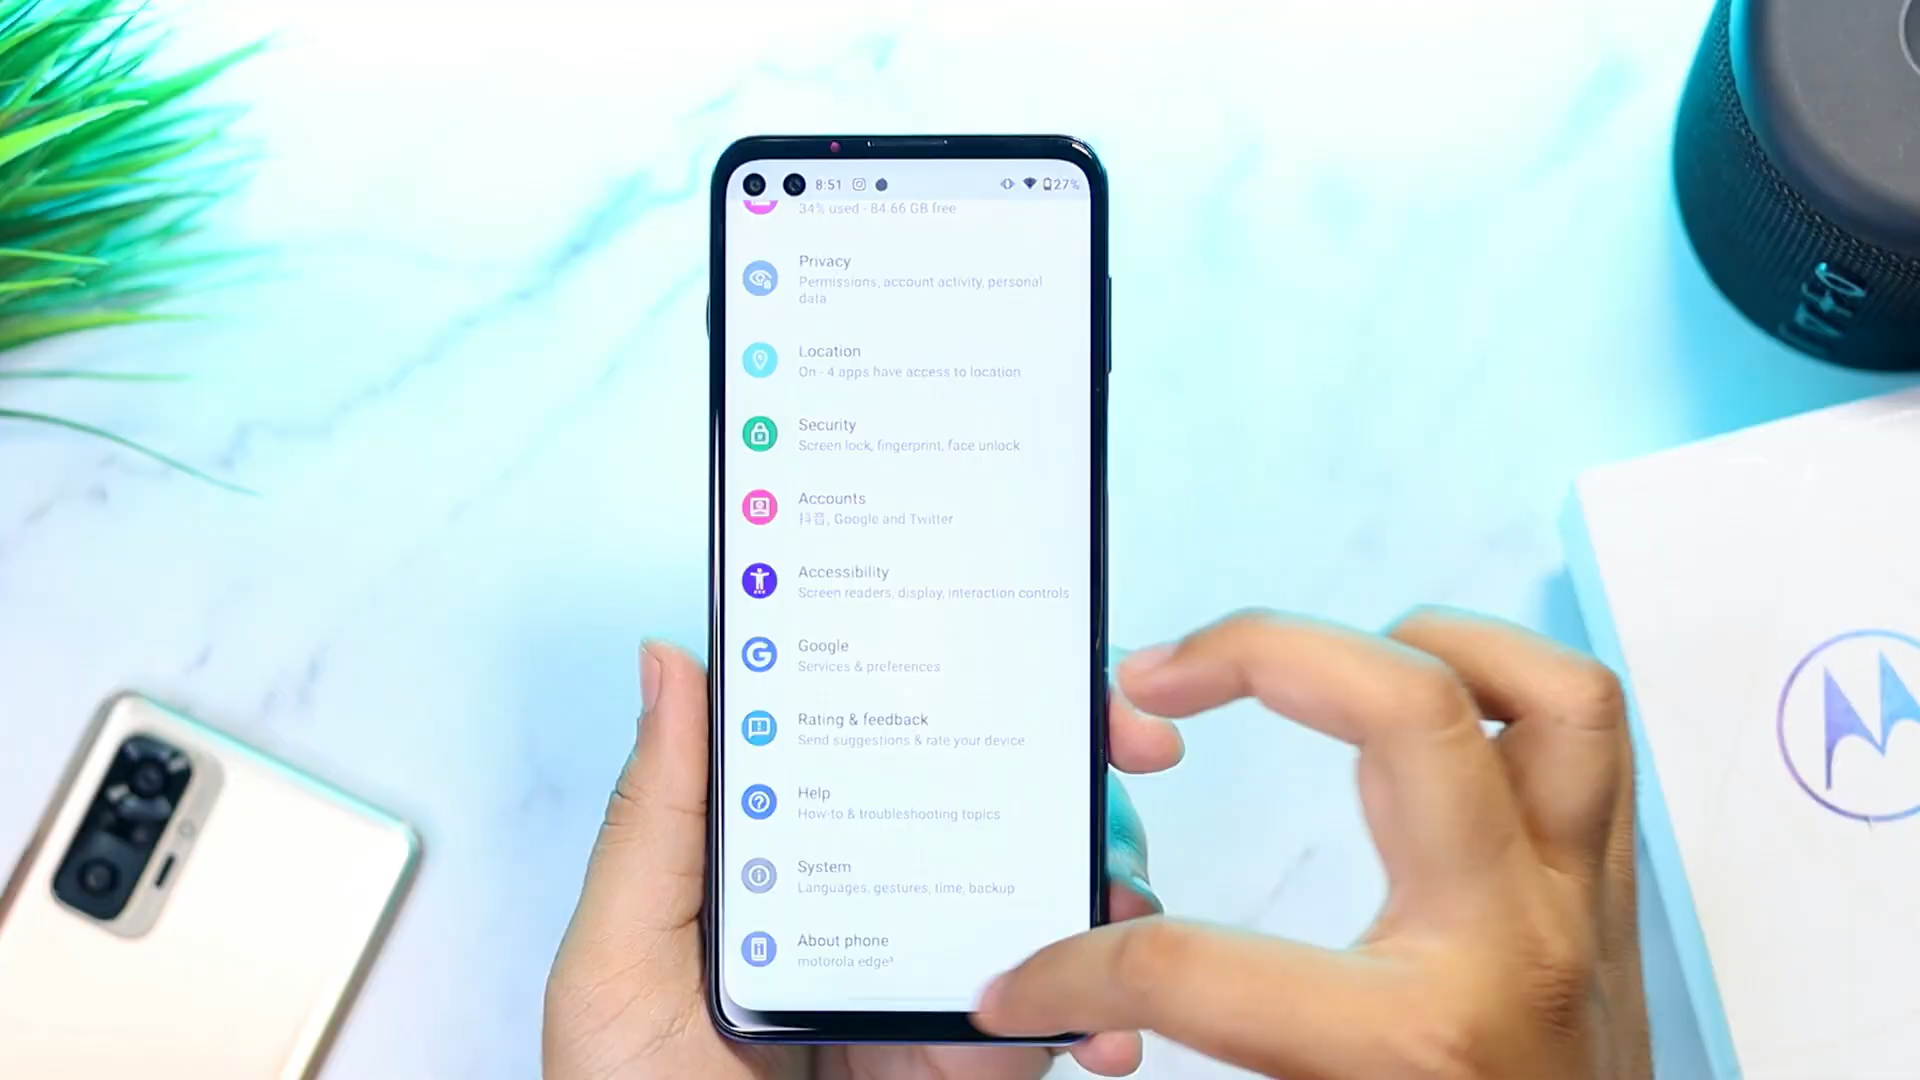 8:51
27%
34% used - 84.66 GB free
Privacy
Permissions, account activity, personal
data
Location
On - 4 apps have access to location
Security
Screen lock, fingerprint, face unlock
Accounts
抖音, Google and Twitter
Accessibility
Screen readers, display, interaction controls
Google
Services & preferences
Rating & feedback
Send suggestions & rate your device
Help
How-to & troubleshooting topics
System
Languages, gestures, time, backup
About phone
motorola edge s